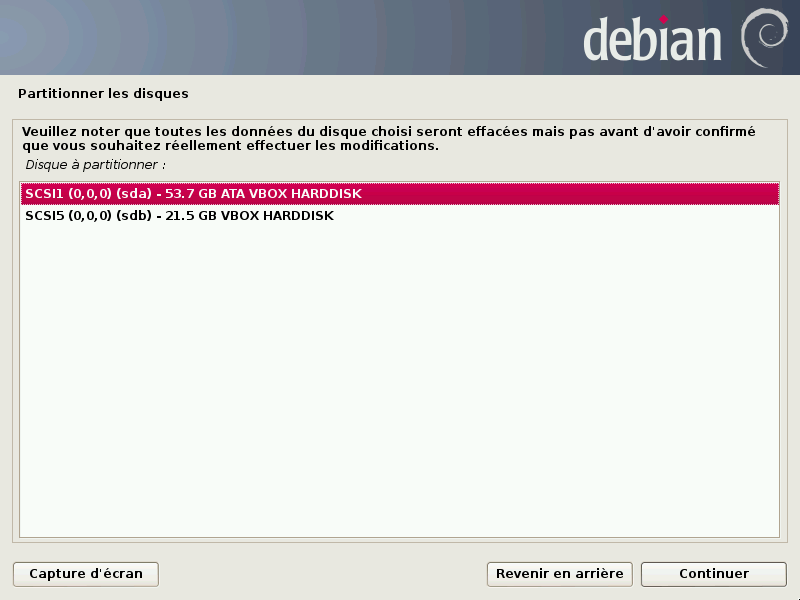 debian
Partitionner les disques
Veuillez noter que toutes les données du disque choisi seront effacées mais pas avant d'avoir confirmé
que vous souhaitez réellement effectuer les modifications.
Disque à partitionner :
SCSI1 (0,0,0) (sda) - 53.7 GB ATA VBOX HARDDISK
SCSI5 (0,0,0) (sdb) - 21.5 GB VBOX HARDDISK
Capture d'écran
Revenir en arrière
Continuer